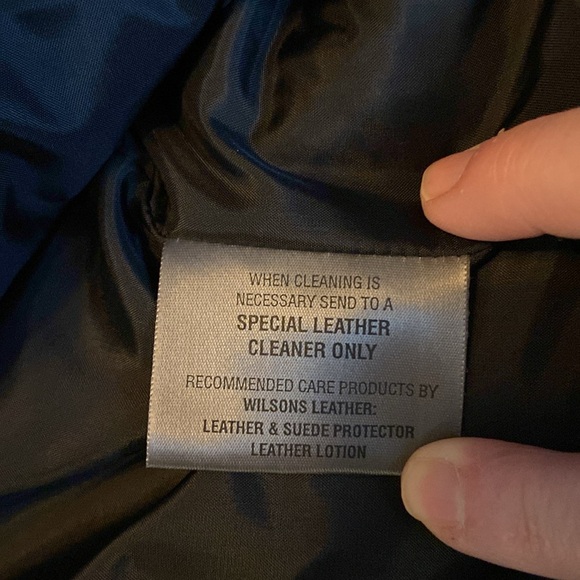 WHEN CLEANING IS
NECESSARY SEND TO A
SPECIAL LEATHER
CLEANER ONLY
RECOMMENDED CARE PRODUCTS BY
WILSONS LEATHER:
LEATHER & SUEDE PROTECTOR
LEATHER LOTION